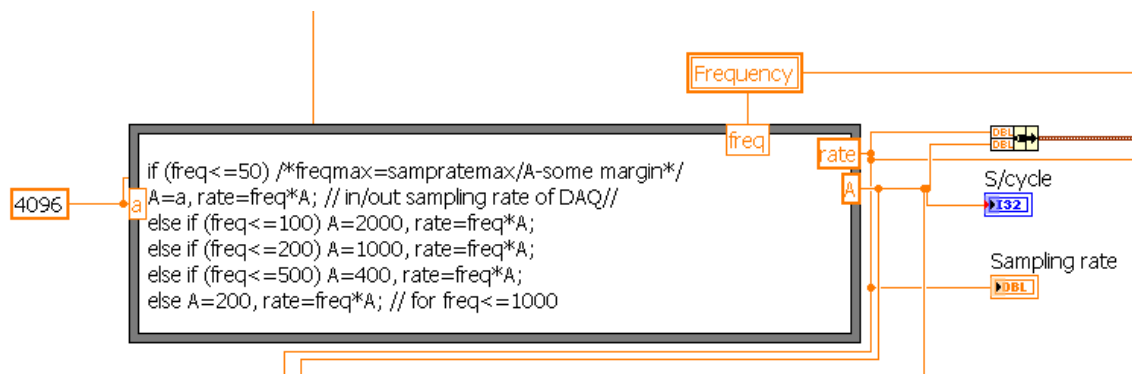 Frequency
freq
rate
if (freq<=50) /*freqmax=sampratemax/A-some margin*/
A=a, rate=freq*A; // in/out sampling rate of DAQ//
else if (freq<=100) A=2000, rate=freq*A;
else if (freq<=200) A=1000, rate=freq*A;
else if (freq<=500) A=400, rate=freq*A;
else A=200, rate=freq*A; // for freq<=1000
4096
a
A
DBL
DBL
S/cycle
I32
Sampling rate
DBL